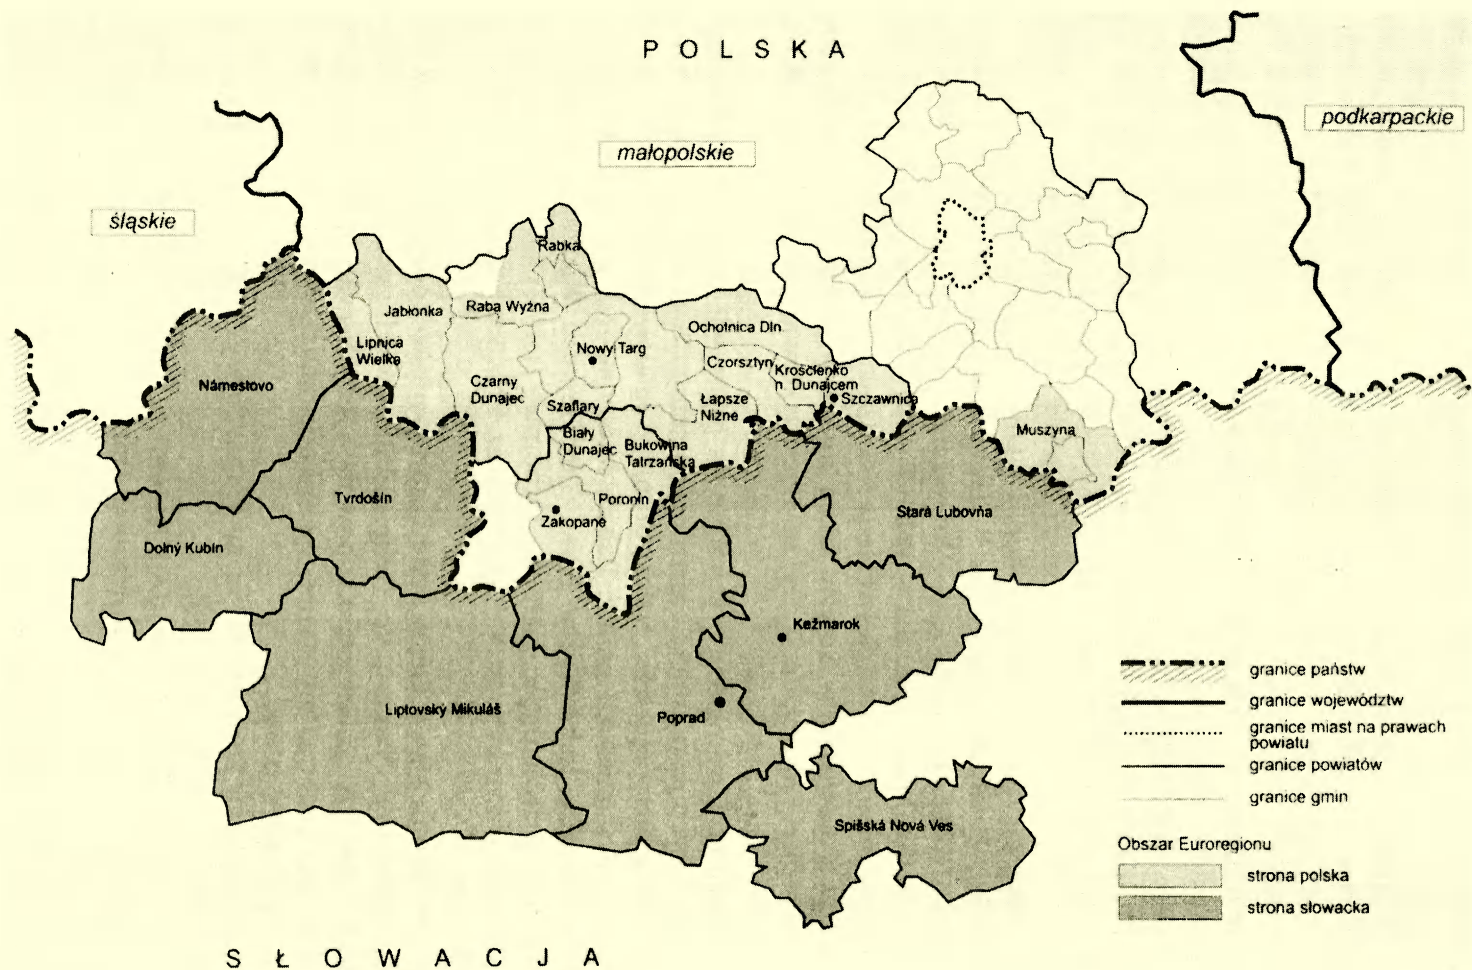 P O L S K A
podkarpackie
małopolskie
śląskie
Rabka
Jabłonka
Raba Wyżna
Ochotnica Dln.
Lipnica
Wielka
Nowy Targ
Czorsztyn
Krościenko
n. Dunajcem
Námestovo
Czarny
Dunajec
Szaflary
Łapsze
Niżne
Szczawnica
Biały
Dunajec
Bukowina
Tatrzańska
Muszyna
Tvrdošín
Poronin
Zakopane
Stará Lubovňa
Dolný Kubín
Kežmarok
Liptovský Mikuláš
Poprad
Spišská Nová Ves
granice państw
granice województw
granice miast na prawach
powiatu
granice powiatów
granice gmin
Obszar Euroregionu
strona polska
strona słowacka
S Ł O W A C J A